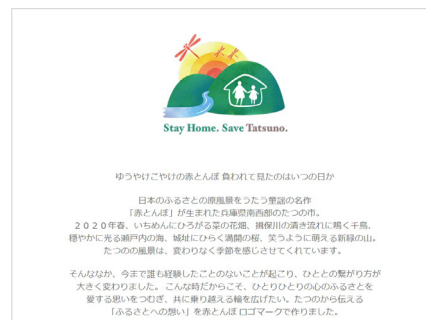 Stay Home. Save Tatsuno.
ゆうやけこやけの赤とんぼ 負われて見たのはいつの日か
日本のふるさとの原風景をうたう童謡の名作
「赤とんぼ」が生まれた兵庫県南西部のたつの市。
２０２０年春、いちめんにひろがる菜の花畑、揖保川の清き流れに鳴く千鳥、
穏やかに光る瀬戸内の海、城址にひらく満開の桜、笑うように萌える新緑の山。
たつのの風景は、変わりなく季節を感じさせてくれています。
そんななか、今まで誰も経験したことのないことが起こり、ひととの繋がり方が
大きく変わりました。 こんな時だからこそ、ひとりひとりの心のふるさとを
愛する思いをつむぎ、共に乗り越える輪を広げたい。たつのから伝える
「ふるさとへの想い」を赤とんぼ ロゴマークで作りました。